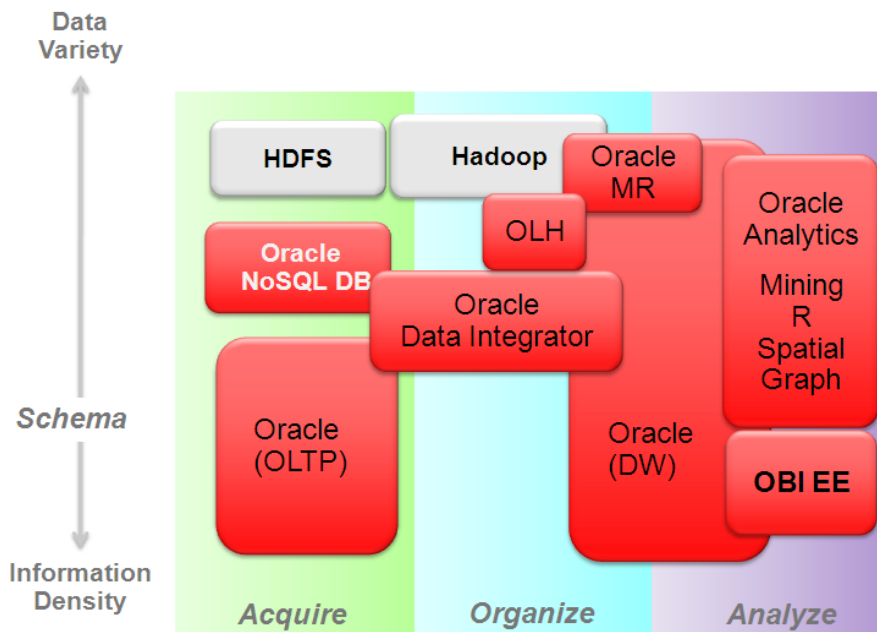 Data
Variety
HDFS
Hadoop
Oracle
MR
Oracle
Analytics
Mining
R
Spatial
Graph
OLH
Oracle
NoSQL DB
Oracle
Data Integrator
Schema
Oracle
(OLTP)
Oracle
(DW)
OBI EE
Information
Density
Acquire
Organize
Analyze